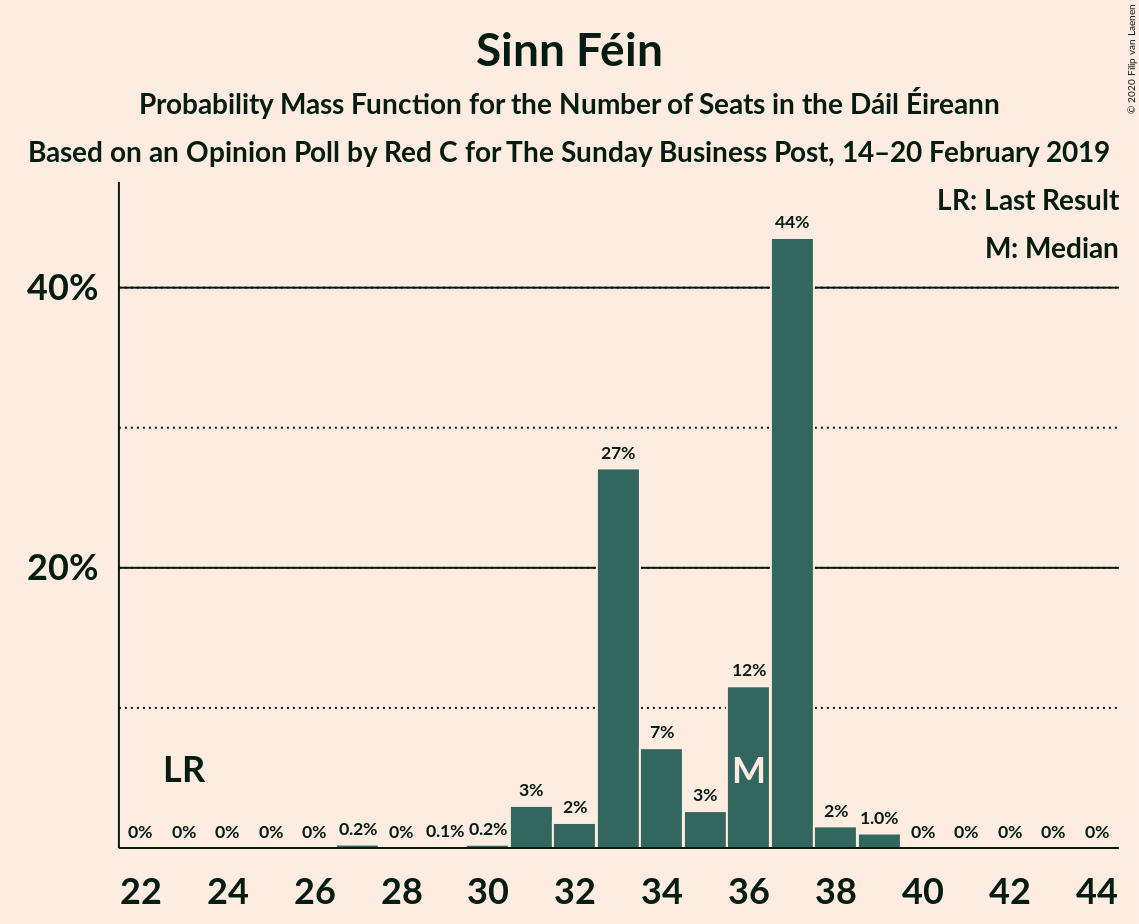 Sinn Féin
Probability Mass Function for the Number of Seats in the Dáil Éireann
Based on an Opinion Poll by Red C for The Sunday Business Post, 14–20 February 2019
© 2020 Filip van Laenen
LR: Last Result
M: Median
40%
20%
0% 0% 0% 0% 0% 0.2% 0% 0.1% 0.2% 3% 2% 27% 7% 3% 12% 44% 2% 1.0% 0% 0% 0% 0% 0%
LR
M
22 24 26 28 30 32 34 36 38 40 42 44